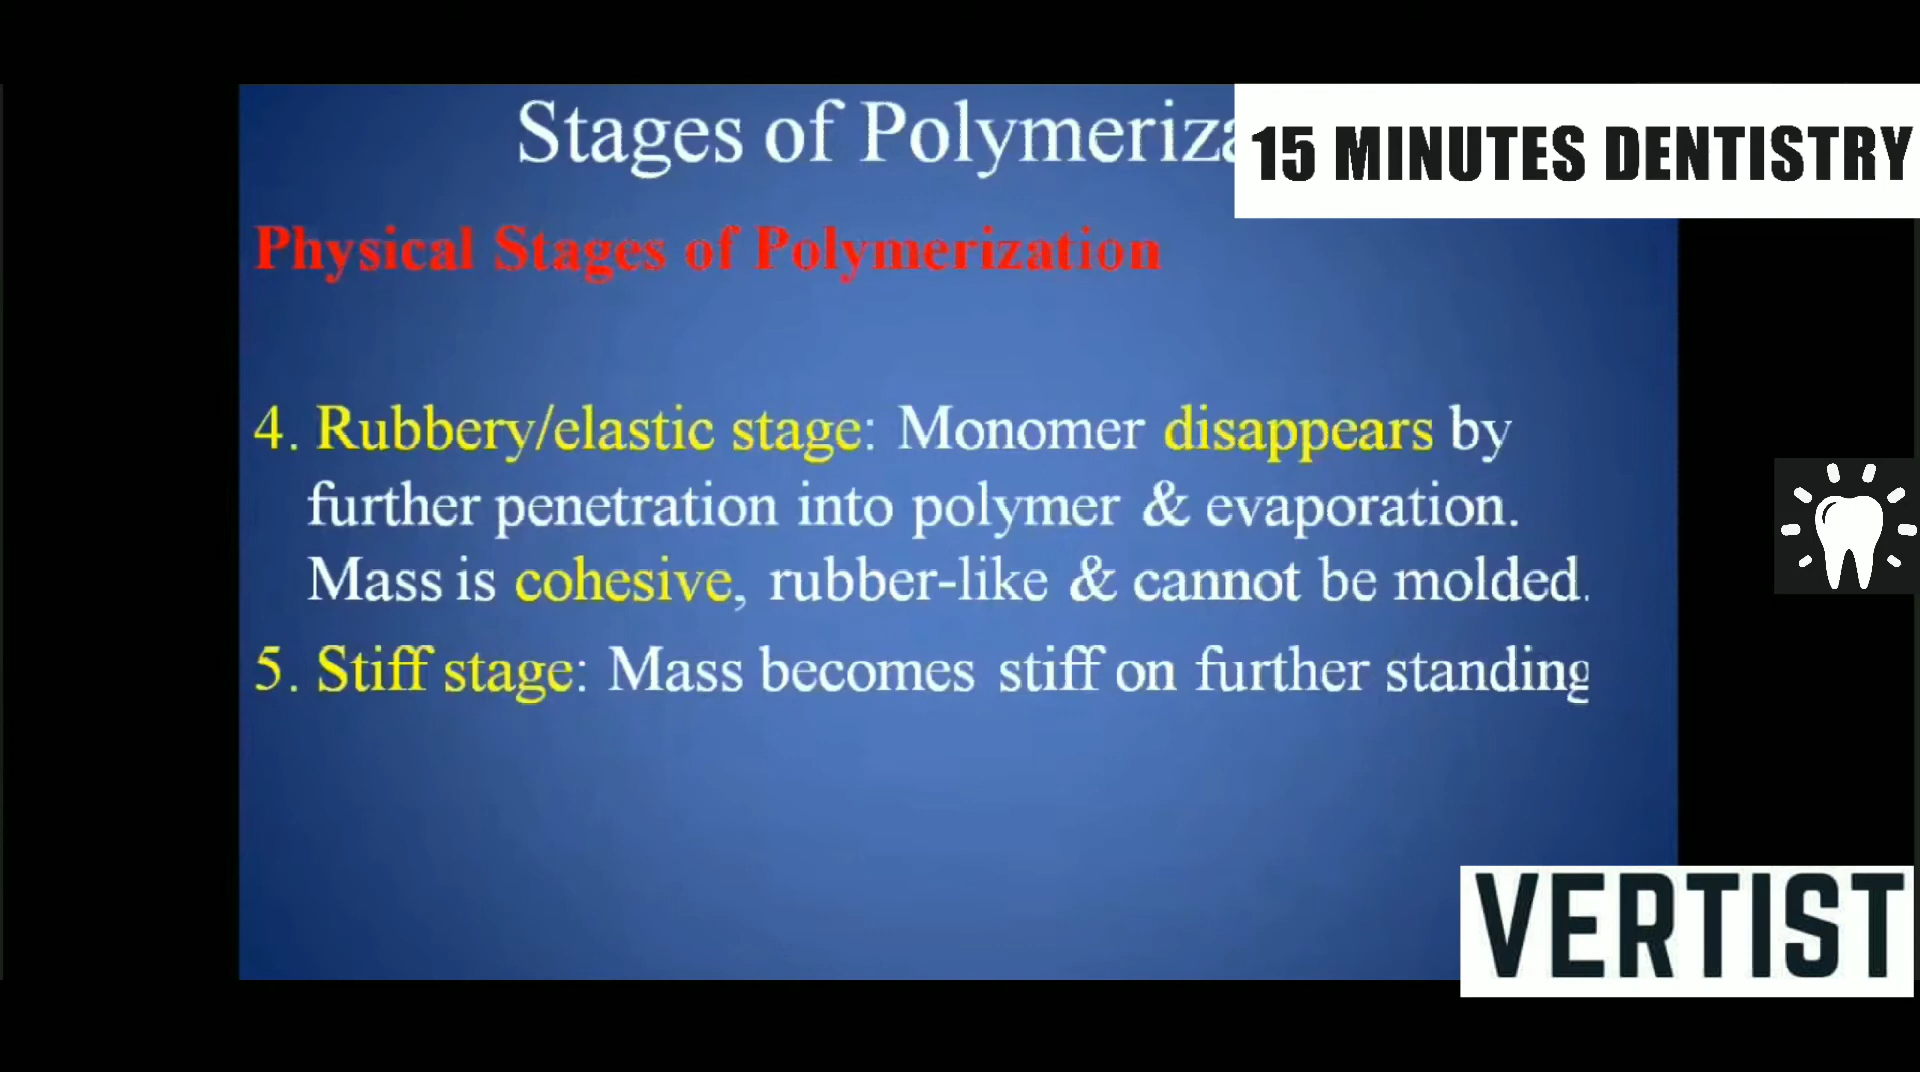 Stages of
15 MINUTES DENTISTRY
Physical Stages of Polymerization
4. Rubbery/elastic stage: Monomer disappears by
further penetration into polymer & evaporation.
Mass is cohesive, rubber-like & cannot be molded.
5. Stiff stage: Mass becomes stiff on further standing
VERTIST